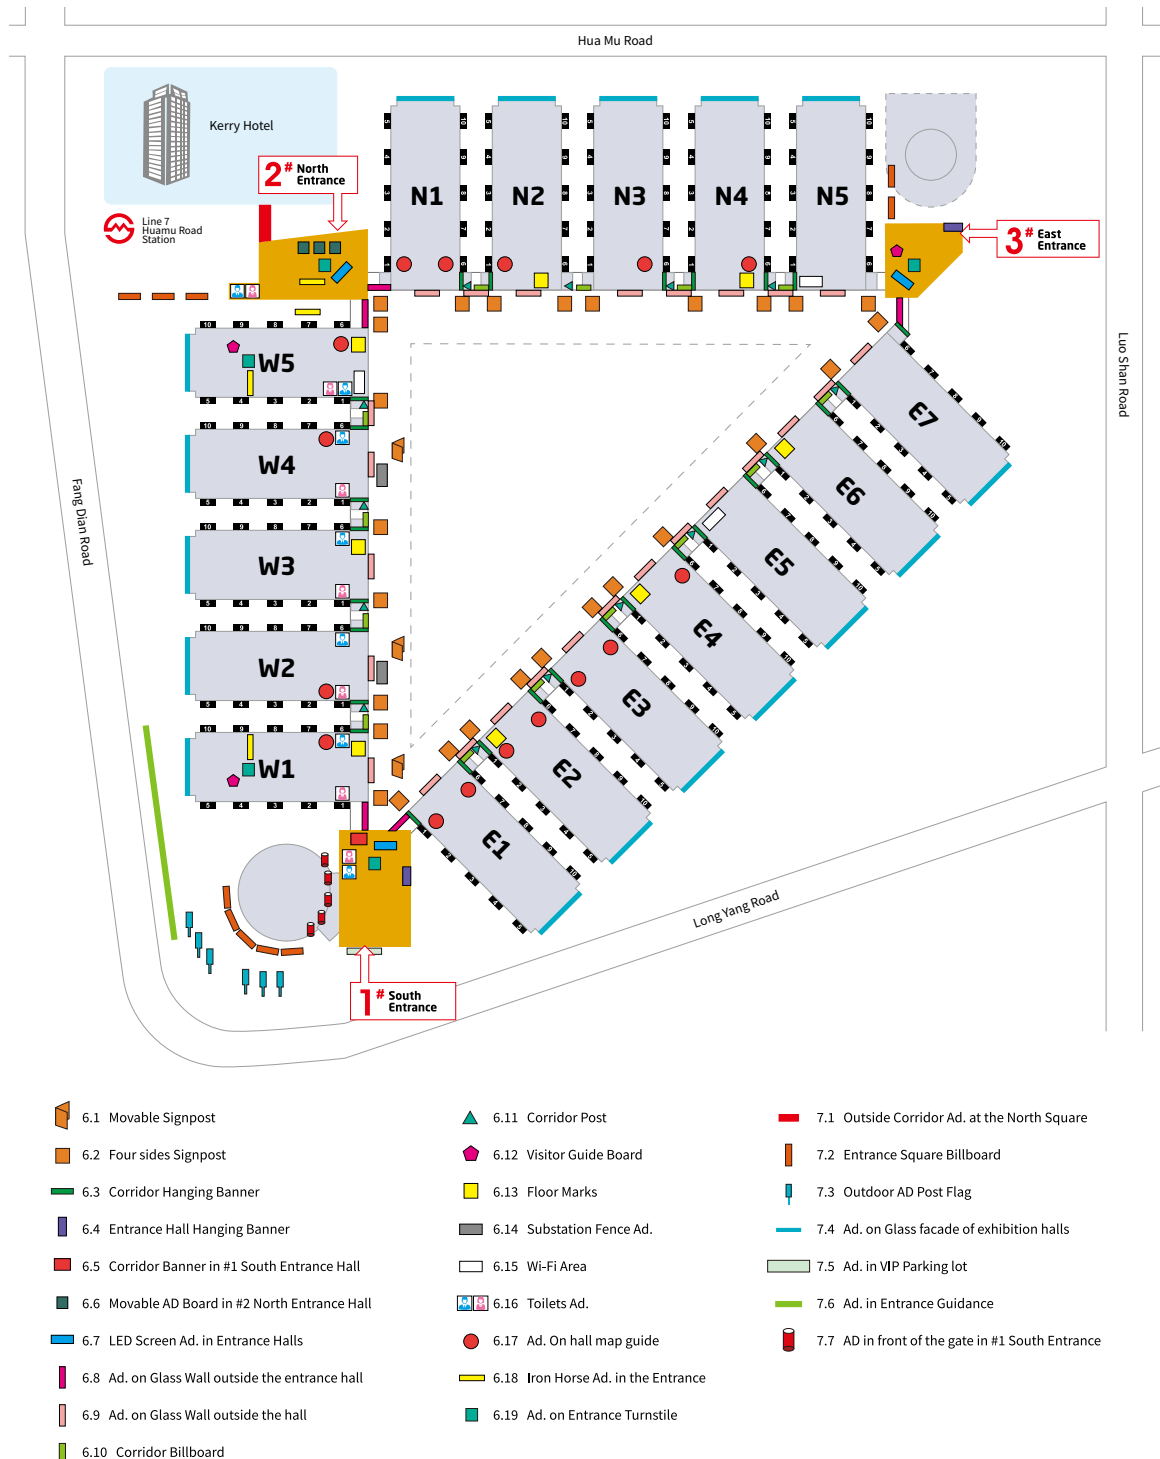 Hua Mu Road
Kerry Hotel
2# North
Entrance
Line 7
Huamu Road
Station
N1 N2 N3 N4 N5
3# East
Entrance
Luo Shan Road
Fang Dian Road
W5
W4
W3
W2
W1
E7
E6
E5
E4
E3
E2
E1
Long Yang Road
1# South
Entrance
6.1 Movable Signpost
6.2 Four sides Signpost
6.3 Corridor Hanging Banner
6.4 Entrance Hall Hanging Banner
6.5 Corridor Banner in #1 South Entrance Hall
6.6 Movable AD Board in #2 North Entrance Hall
6.7 LED Screen Ad. in Entrance Halls
6.8 Ad. on Glass Wall outside the entrance hall
6.9 Ad. on Glass Wall outside the hall
6.10 Corridor Billboard
6.11 Corridor Post
6.12 Visitor Guide Board
6.13 Floor Marks
6.14 Substation Fence Ad.
6.15 Wi-Fi Area
6.16 Toilets Ad.
6.17 Ad. On hall map guide
6.18 Iron Horse Ad. in the Entrance
6.19 Ad. on Entrance Turnstile
7.1 Outside Corridor Ad. at the North Square
7.2 Entrance Square Billboard
7.3 Outdoor AD Post Flag
7.4 Ad. on Glass facade of exhibition halls
7.5 Ad. in VIP Parking lot
7.6 Ad. in Entrance Guidance
7.7 AD in front of the gate in #1 South Entrance